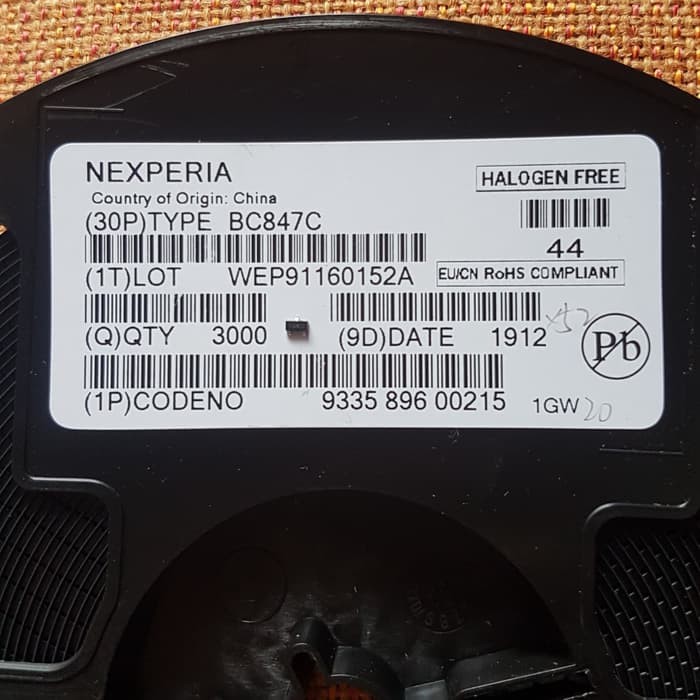 NEXPERIA
HALOGEN FREE
Country of Origin: China
(30P)TYPE BC847C
44
(1T)LOT WEP91160152A
EU/CN RoHS COMPLIANT
(Q)QTY 3000
(9D)DATE 1912
Pb
(1P)CODENO 9335 896 00215
1GW 20